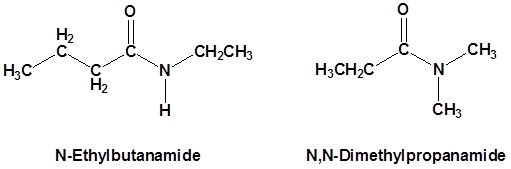 O
H₂
C
C
CH₂CH₃
H₃C
C
H₂
N
H
N-Ethylbutanamide
O
C
CH₃
H₃CH₂C
N
CH₃
N,N-Dimethylpropanamide